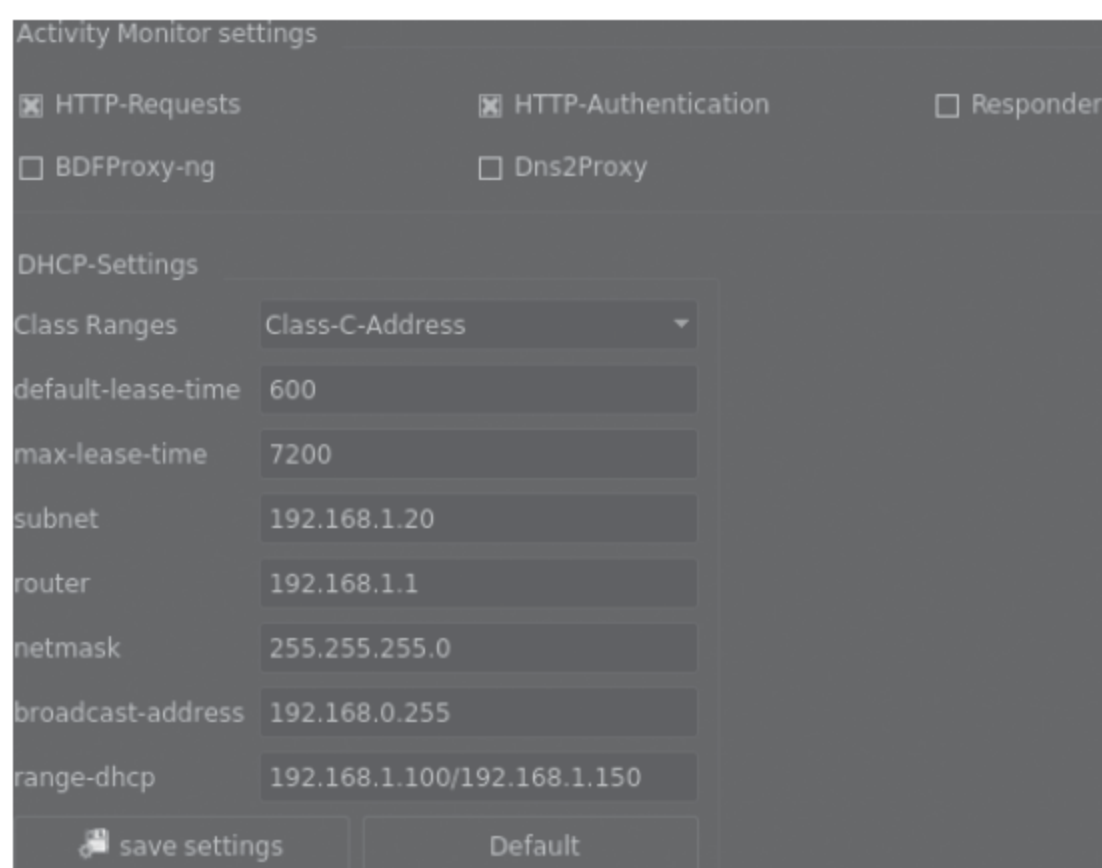 Activity Monitor settings
HTTP-Requests HTTP-Authentication Responder
BDFProxy-ng Dns2Proxy
DHCP-Settings
Class Ranges Class-C-Address
default-lease-time 600
max-lease-time 7200
subnet 192.168.1.20
router 192.168.1.1
netmask 255.255.255.0
broadcast-address 192.168.0.255
range-dhcp 192.168.1.100/192.168.1.150
save settings Default